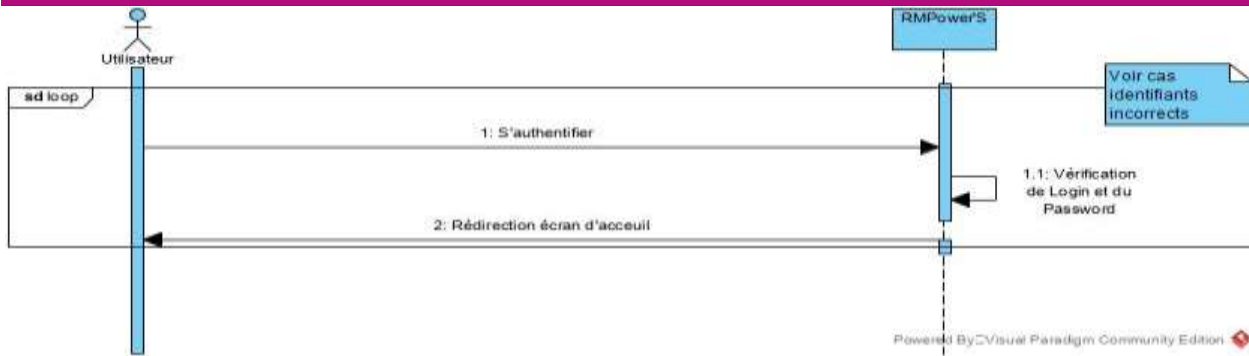 RMPower'S
Utilisateur
Voir cas
identifiants
incorrects
sd loop
1: S'authentifier
1.1: Vérification
de Login et du
Password
2: Rédirection écran d'acceuil
Powered By Visual Paradigm Community Edition